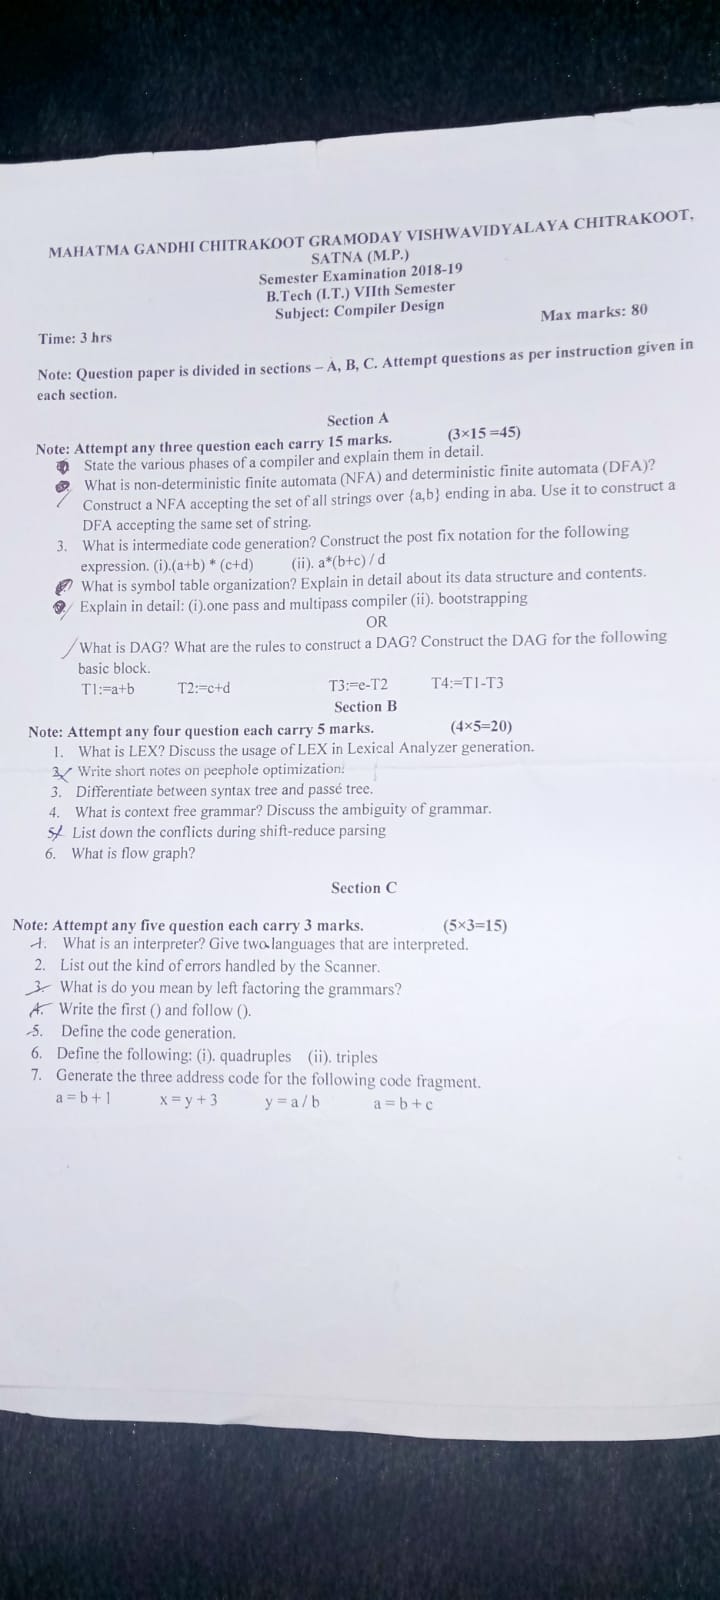 MAHATMA GANDHI CHITRAKOOT GRAMODAY VISHWAVIDYALAYA CHITRAKOOT,
SATNA (M.P.)
Semester Examination 2018-19
B.Tech (I.T.) VIIth Semester
Subject: Compiler Design
Time: 3 hrs Max marks: 80
Note: Question paper is divided in sections – A, B, C. Attempt questions as per instruction given in
each section.
Section A
Note: Attempt any three question each carry 15 marks. (3×15 =45)
State the various phases of a compiler and explain them in detail.
What is non-deterministic finite automata (NFA) and deterministic finite automata (DFA)?
Construct a NFA accepting the set of all strings over {a,b} ending in aba. Use it to construct a
DFA accepting the same set of string.
3. What is intermediate code generation? Construct the post fix notation for the following
expression. (i).(a+b) * (c+d) (ii). a*(b+c) / d
What is symbol table organization? Explain in detail about its data structure and contents.
Explain in detail: (i).one pass and multipass compiler (ii). bootstrapping
OR
What is DAG? What are the rules to construct a DAG? Construct the DAG for the following
basic block.
T1:=a+b T2:=c+d T3:=e-T2 T4:=T1-T3
Section B
Note: Attempt any four question each carry 5 marks. (4×5=20)
1. What is LEX? Discuss the usage of LEX in Lexical Analyzer generation.
Write short notes on peephole optimization.
3. Differentiate between syntax tree and passé tree.
4. What is context free grammar? Discuss the ambiguity of grammar.
5. List down the conflicts during shift-reduce parsing
6. What is flow graph?
Section C
Note: Attempt any five question each carry 3 marks. (5×3=15)
1. What is an interpreter? Give two languages that are interpreted.
2. List out the kind of errors handled by the Scanner.
3. What is do you mean by left factoring the grammars?
4. Write the first () and follow ().
5. Define the code generation.
6. Define the following: (i). quadruples (ii). triples
7. Generate the three address code for the following code fragment.
a = b + 1 x = y + 3 y = a / b a = b + c